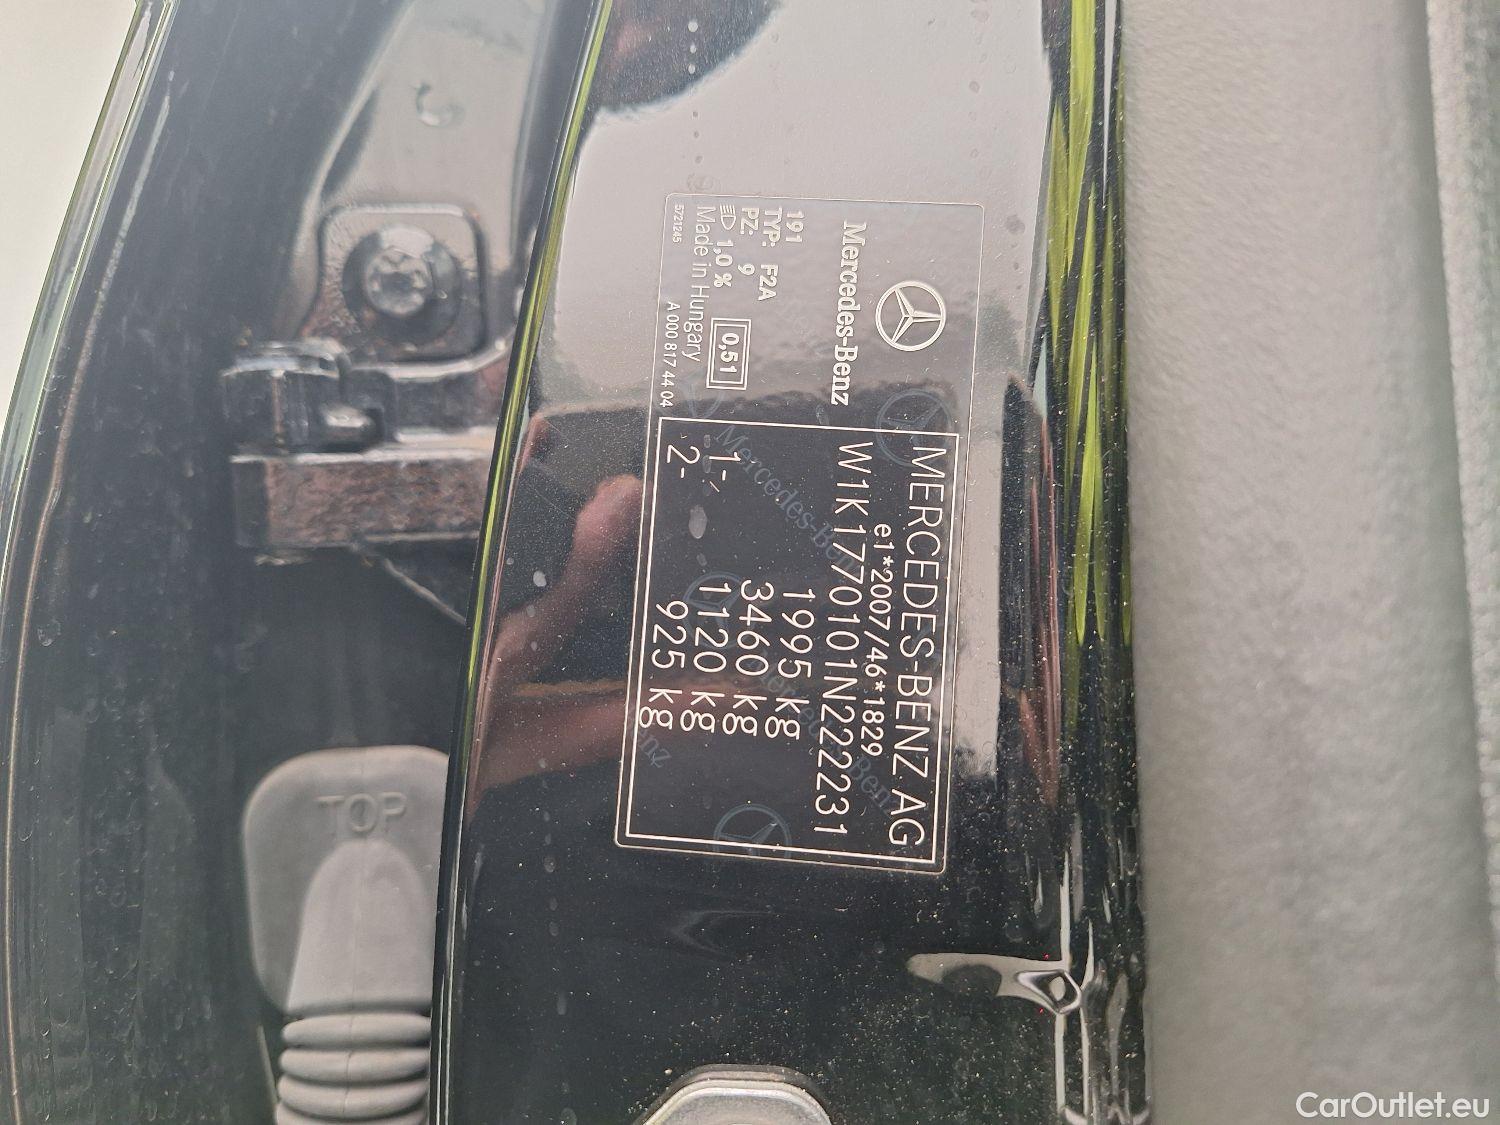 Mercedes-Benz
191
TYP: F2A
PZ: 9
1,0 %
0,51
Made in Hungary
5721245
A 000 817 44 04
MERCEDES-BENZ AG
e1*2007/46*1829
W1K1770101N222231
1995 kg
3460 kg
1- 1120 kg
2- 925 kg
TOP
CarOutlet.eu